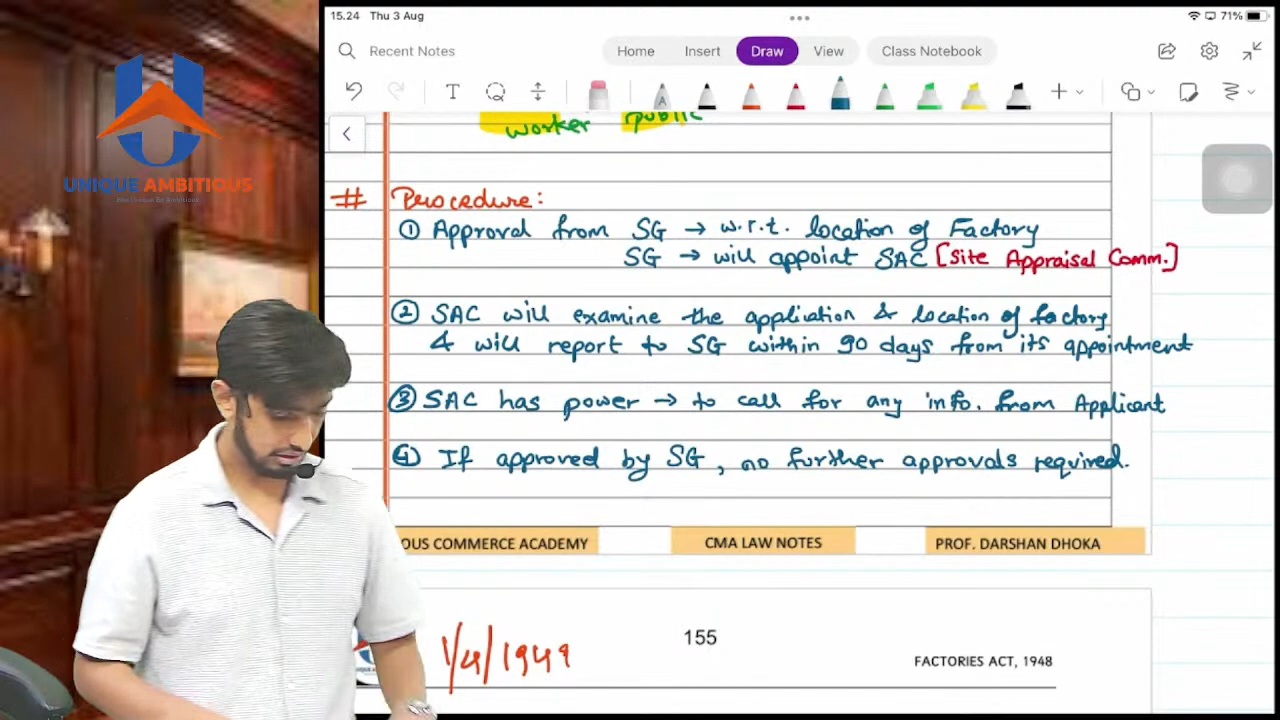 15.24 Thu 3 Aug
71%
Recent Notes
Home Insert Draw View Class Notebook
UNIQUE AMBITIOUS
worker public
# Procedure:
① Approval from SG → w.r.t. location of Factory
SG → will appoint SAC [Site Appraisal Comm.]
② SAC will examine the application & location of factory
& will report to SG within 90 days from its appointment
③ SAC has power → to call for any info. from Applicant
④ If approved by SG, no further approvals required.
OUS COMMERCE ACADEMY CMA LAW NOTES PROF. DARSHAN DHOKA
1/4/1949
155
FACTORIES ACT, 1948